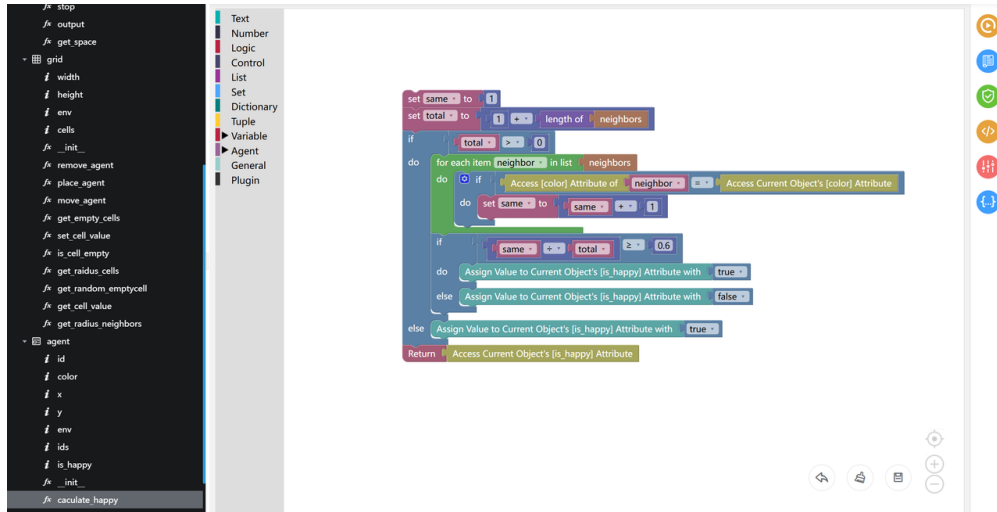 fx stop
fx output
fx get_space
grid
i width
i height
i env
i cells
fx __init__
fx remove_agent
fx place_agent
fx move_agent
fx get_empty_cells
fx set_cell_value
fx is_cell_empty
fx get_raidus_cells
fx get_random_emptycell
fx get_cell_value
fx get_radius_neighbors
agent
i id
i color
i x
i y
i env
i ids
i is_happy
fx __init__
fx caculate_happy
Text
Number
Logic
Control
List
Set
Dictionary
Tuple
Variable
Agent
General
Plugin
set same to 1
set total to 1 + length of neighbors
if total > 0
do for each item neighbor in list neighbors
do if Access [color] Attribute of neighbor = Access Current Object's [color] Attribute
do set same to same + 1
if same ÷ total ≥ 0.6
do Assign Value to Current Object's [is_happy] Attribute with true
else Assign Value to Current Object's [is_happy] Attribute with false
else Assign Value to Current Object's [is_happy] Attribute with true
Return Access Current Object's [is_happy] Attribute